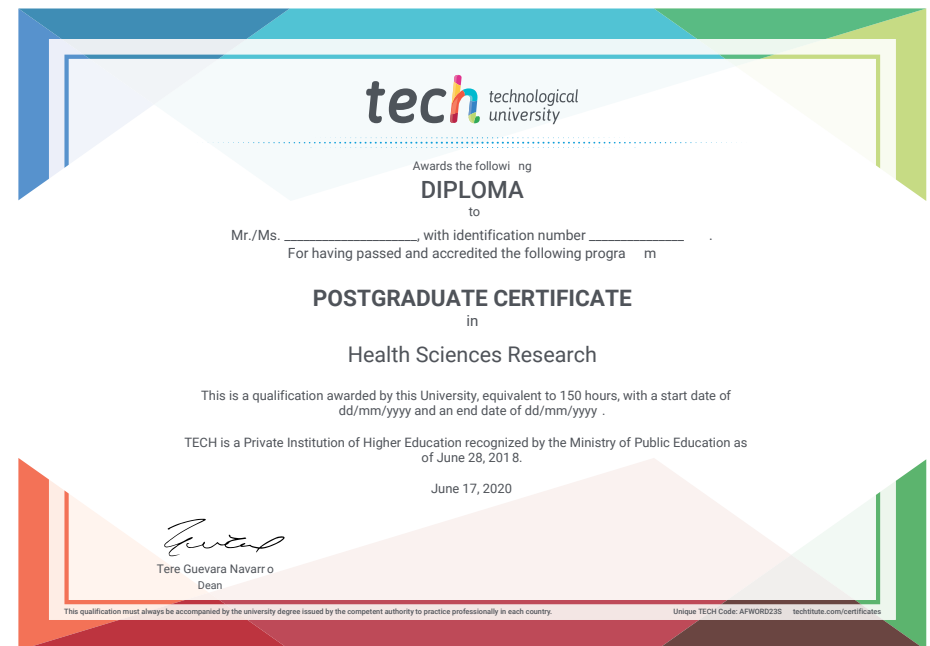 tech technological
university
Awards the followi ng
DIPLOMA
to
Mr./Ms. _____________________, with identification number _______________ .
For having passed and accredited the following progra m
POSTGRADUATE CERTIFICATE
in
Health Sciences Research
This is a qualification awarded by this University, equivalent to 150 hours, with a start date of
dd/mm/yyyy and an end date of dd/mm/yyyy .
TECH is a Private Institution of Higher Education recognized by the Ministry of Public Education as
of June 28, 2018.
June 17, 2020
Tere Guevara Navarro
Dean
This qualification must always be accompanied by the university degree issued by the competent authority to practice professionally in each country.
Unique TECH Code: AFWORD23S techtitute.com/certificates